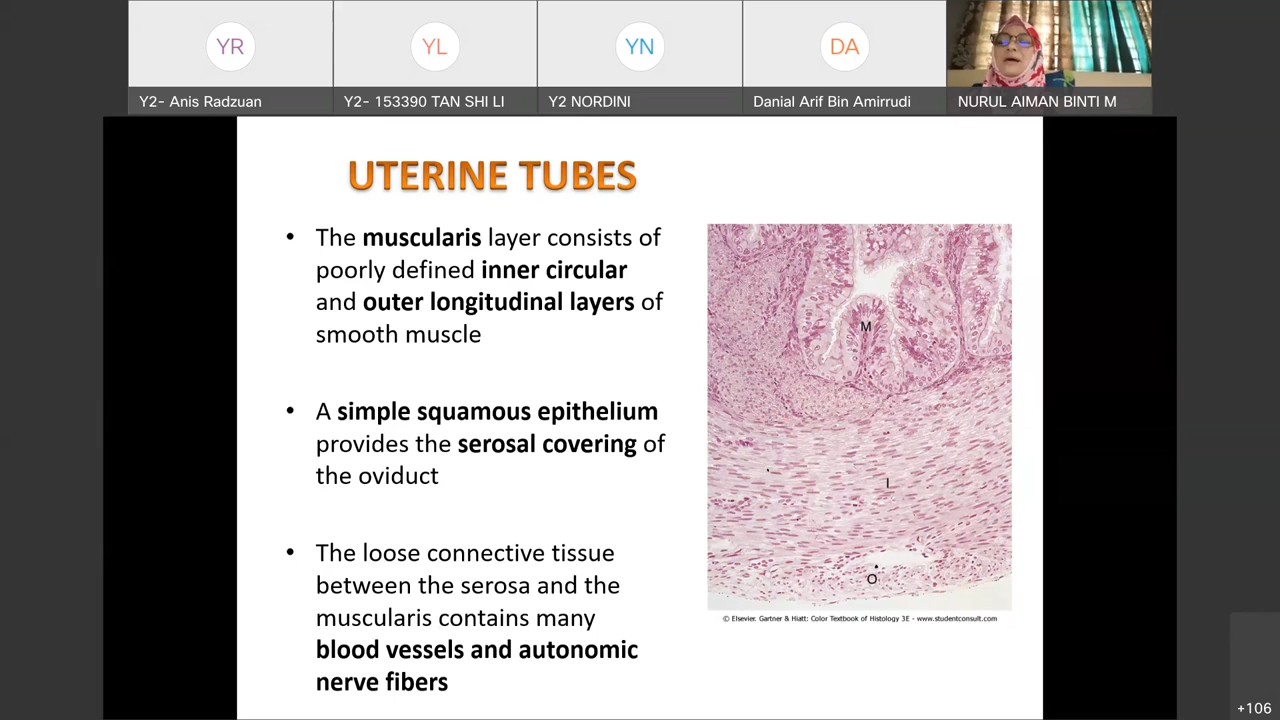 YR
YL
YN
DA
Y2- Anis Radzuan
Y2- 153390 TAN SHI LI
Y2 NORDINI
Danial Arif Bin Amirrudi
NURUL AIMAN BINTI M
UTERINE TUBES
• The muscularis layer consists of
poorly defined inner circular
and outer longitudinal layers of
smooth muscle
• A simple squamous epithelium
provides the serosal covering of
the oviduct
• The loose connective tissue
between the serosa and the
muscularis contains many
blood vessels and autonomic
nerve fibers
M
I
O
© Elsevier. Gartner & Hiatt: Color Textbook of Histology 3E - www.studentconsult.com
+106